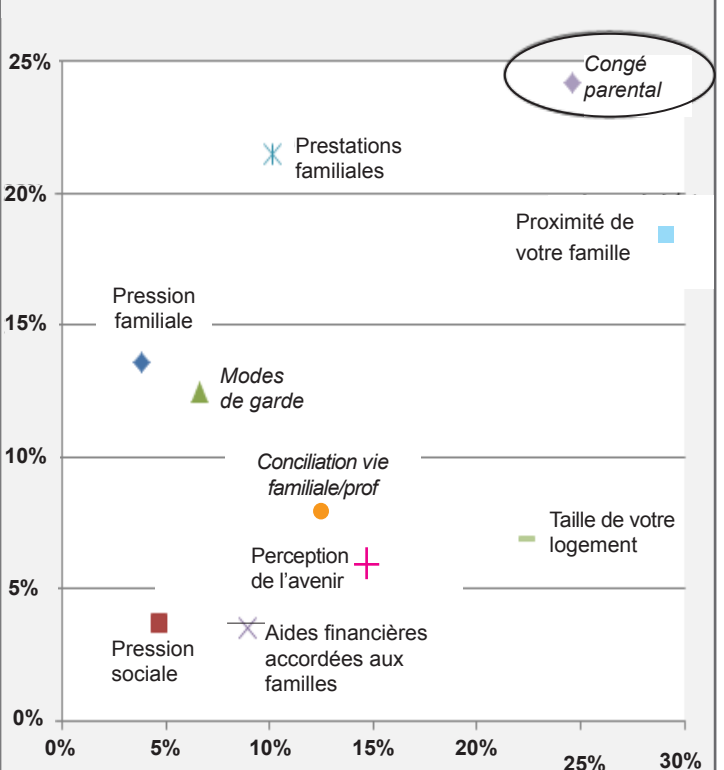 25%
Congé
parental
Prestations
familiales
20%
Proximité de
votre famille
Pression
familiale
15%
Modes
de garde
10%
Conciliation vie
familiale/prof
Taille de votre
logement
Perception
de l'avenir
5%
Pression
sociale
Aides financières
accordées aux
familles
0%
0% 5% 10% 15% 20% 25% 30%